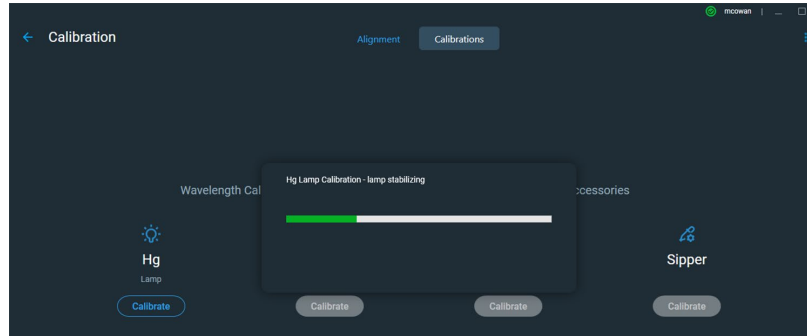 mcowan |
Calibration
Alignment
Calibrations
Hg Lamp Calibration - lamp stabilizing
Wavelength Cal
ccessories
Hg
Lamp
Sipper
Calibrate
Calibrate
Calibrate
Calibrate